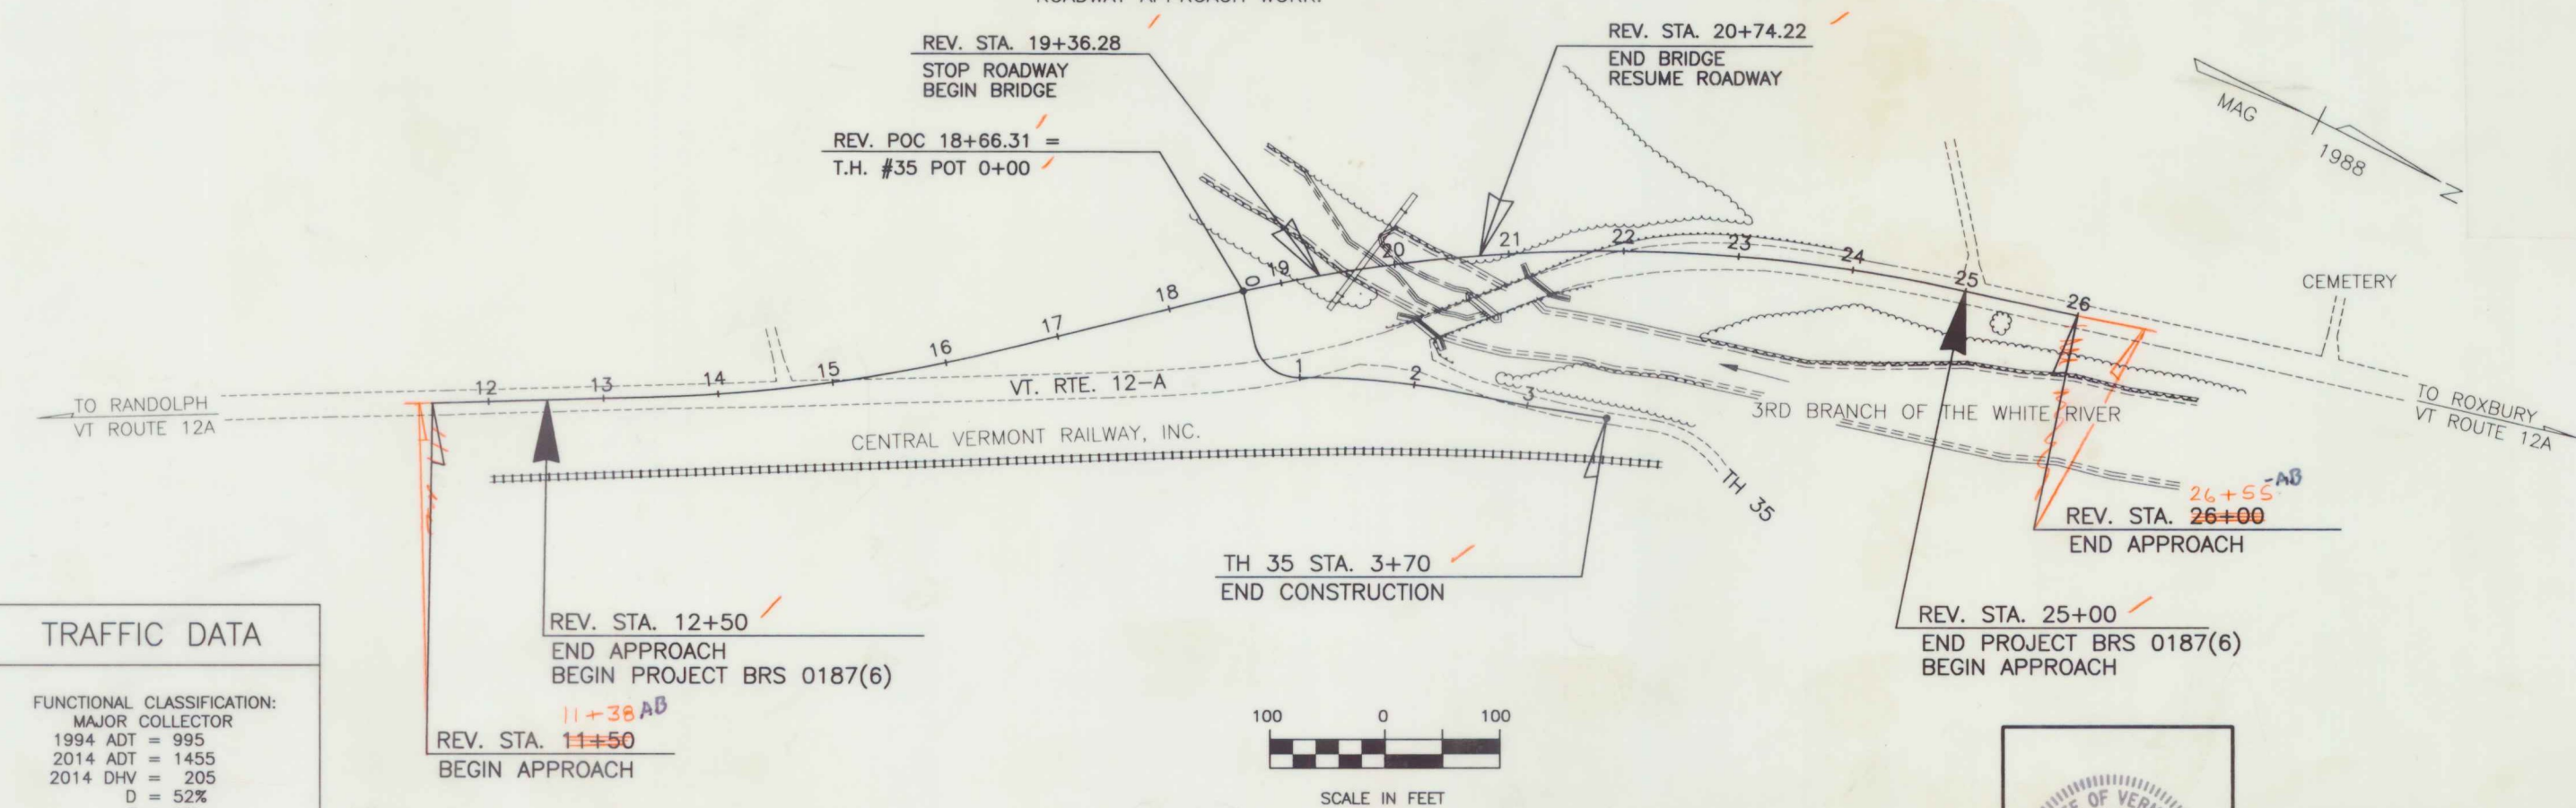 ROADWAY APPROACH WORK.
REV. STA. 19+36.28
STOP ROADWAY
BEGIN BRIDGE
REV. STA. 20+74.22
END BRIDGE
RESUME ROADWAY
REV. POC 18+66.31 =
T.H. #35 POT 0+00
MAG
1988
N
12
13
14
15
16
17
18
0
19
20
21
22
23
24
25
26
1
2
3
CEMETERY
TO RANDOLPH
VT ROUTE 12A
VT. RTE. 12-A
CENTRAL VERMONT RAILWAY, INC.
3RD BRANCH OF THE WHITE RIVER
TO ROXBURY
VT ROUTE 12A
TH 35
26+55-AB
REV. STA. 26+00
END APPROACH
TH 35 STA. 3+70
END CONSTRUCTION
REV. STA. 12+50
END APPROACH
BEGIN PROJECT BRS 0187(6)
REV. STA. 25+00
END PROJECT BRS 0187(6)
BEGIN APPROACH
11+38 AB
REV. STA. 11+50
BEGIN APPROACH
TRAFFIC DATA
FUNCTIONAL CLASSIFICATION:
MAJOR COLLECTOR
1994 ADT = 995
2014 ADT = 1455
2014 DHV = 205
D = 52%
100 0 100
SCALE IN FEET
OF